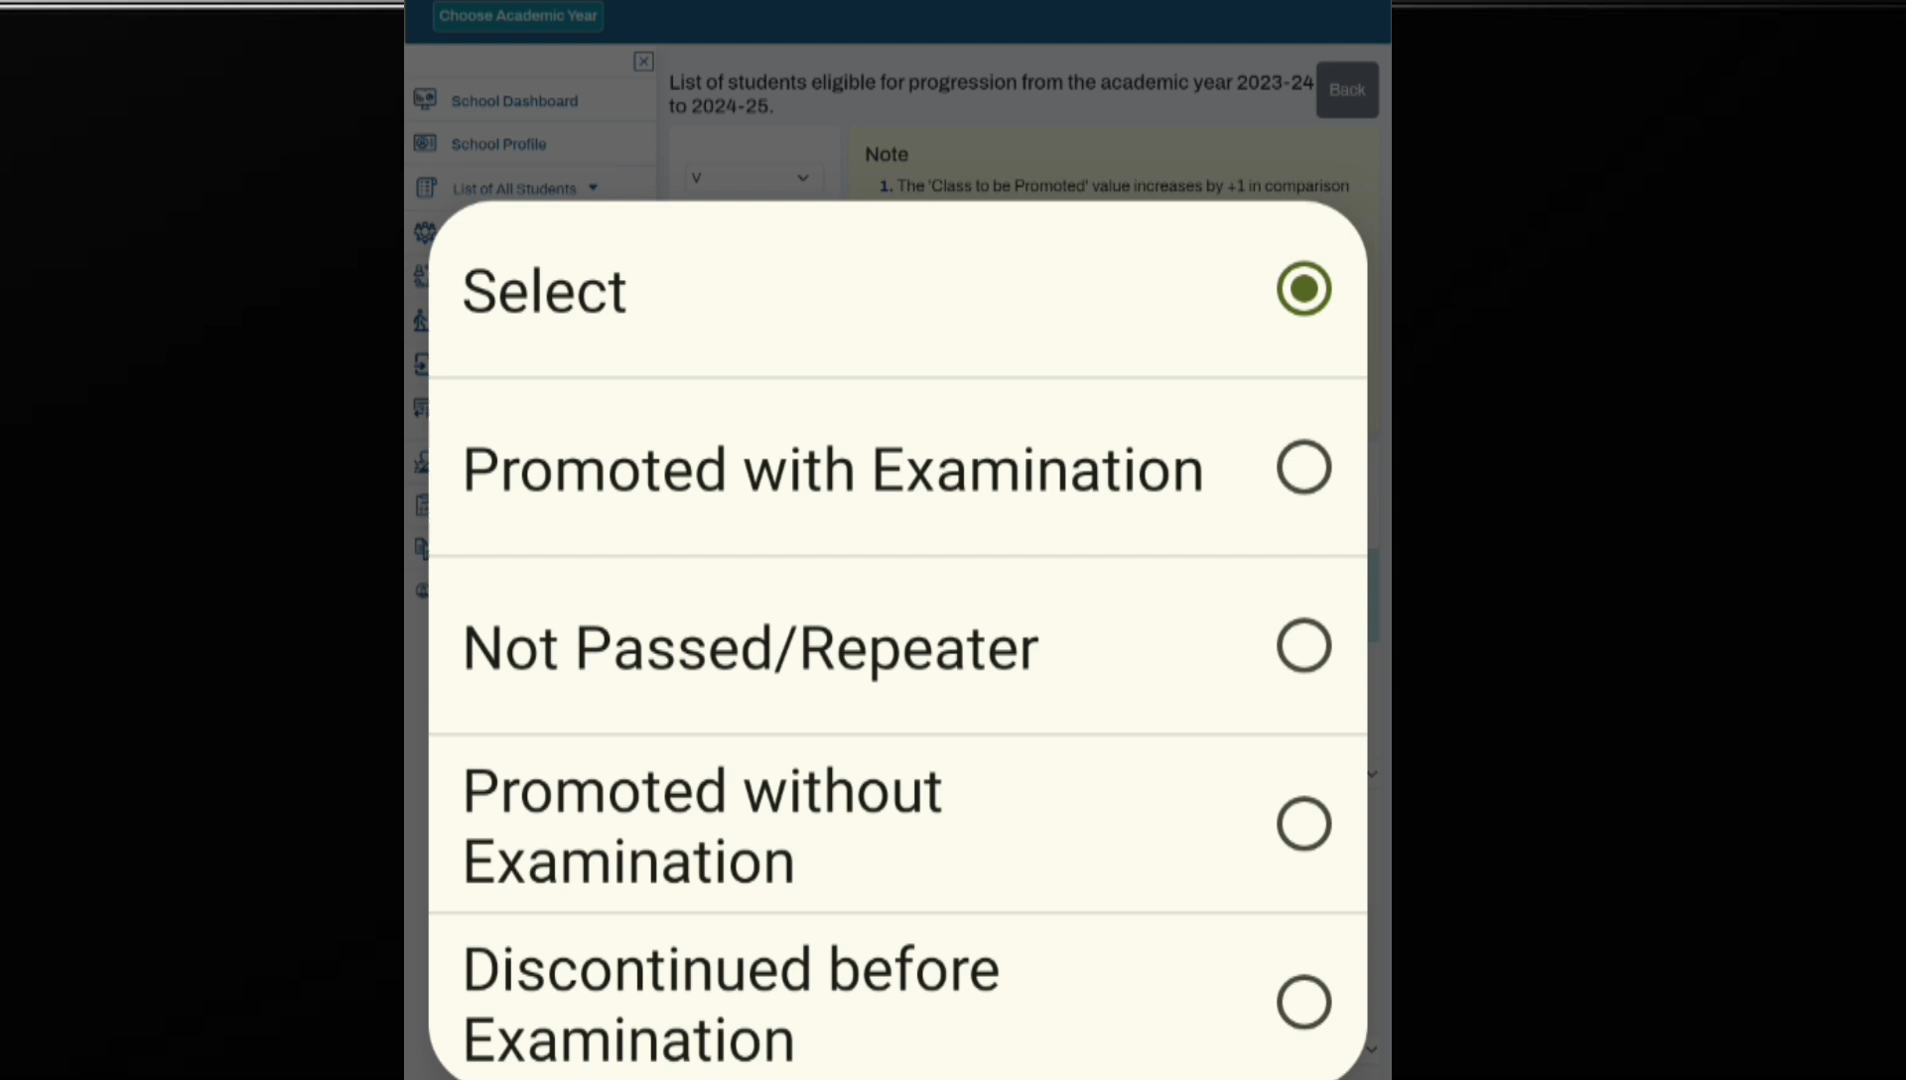 Choose Academic Year
List of students eligible for progression from the academic year 2023-24
to 2024-25.
Back
School Dashboard
School Profile
List of All Students
V
Note
1. The 'Class to be Promoted' value increases by +1 in comparison
Select
Promoted with Examination
Not Passed/Repeater
Promoted without
Examination
Discontinued before
Examination